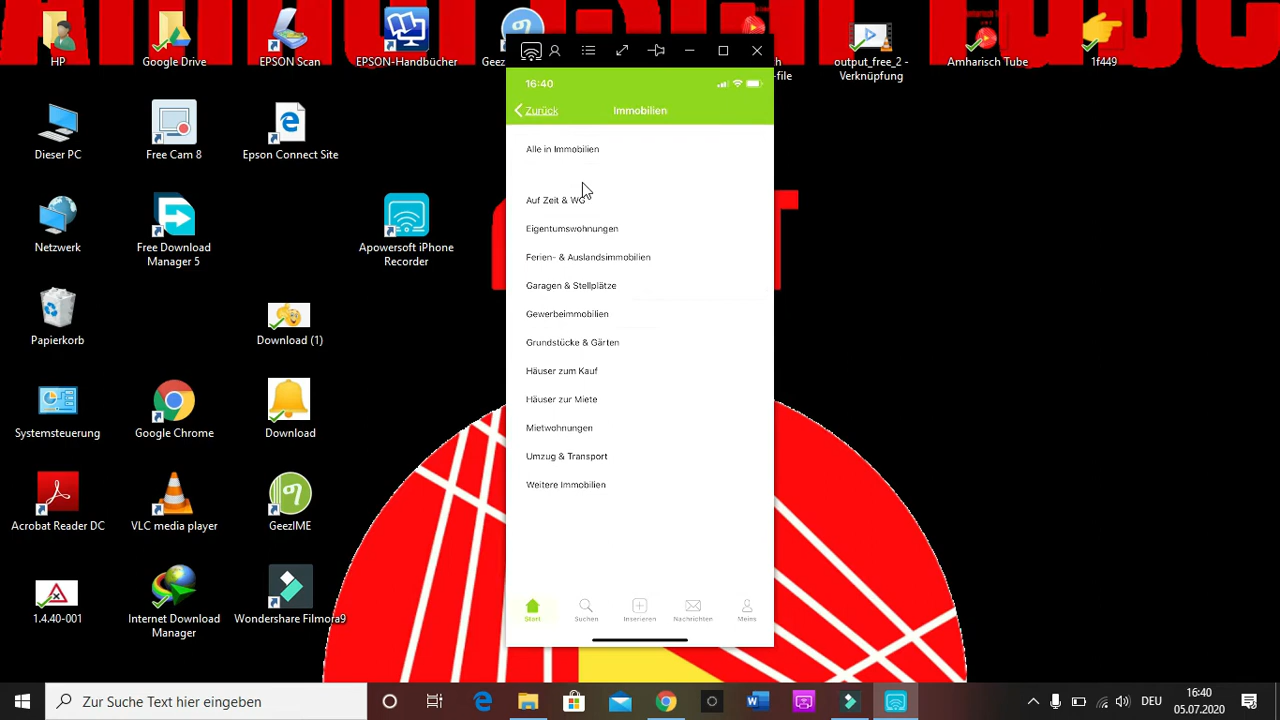 HP
Google Drive
EPSON Scan
EPSON-Handbücher
output_free_2 -
Verknüpfung
Amharisch Tube
1f449
16:40
Zurück
Immobilien
Alle in Immobilien
Auf Zeit & WG
Eigentumswohnungen
Ferien- & Auslandsimmobilien
Garagen & Stellplätze
Gewerbeimmobilien
Grundstücke & Gärten
Häuser zum Kauf
Häuser zur Miete
Mietwohnungen
Umzug & Transport
Weitere Immobilien
Start
Suchen
Inserieren
Nachrichten
Meins
Dieser PC
Free Cam 8
Epson Connect Site
Netzwerk
Free Download
Manager 5
Apowersoft iPhone
Recorder
Papierkorb
Download (1)
Systemsteuerung
Google Chrome
Download
Acrobat Reader DC
VLC media player
GeezIME
1.4.40-001
Internet Download
Manager
Wondershare Filmora9
Zur Suche Text hier eingeben
DEU
16:40
05.07.2020